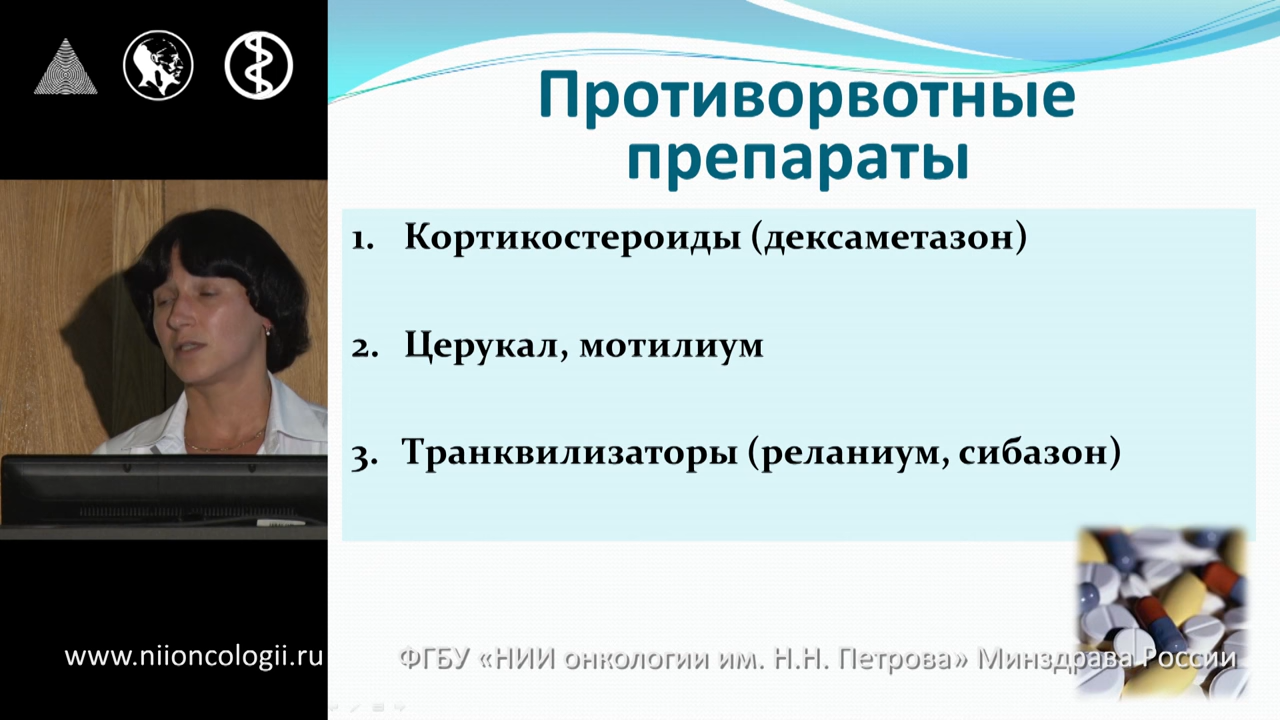 Противорвотные
препараты
1. Кортикостероиды (дексаметазон)
2. Церукал, мотилиум
3. Транквилизаторы (реланиум, сибазон)
www.niioncologii.ru
ФГБУ «НИИ онкологии им. Н.Н. Петрова» Минздрава России